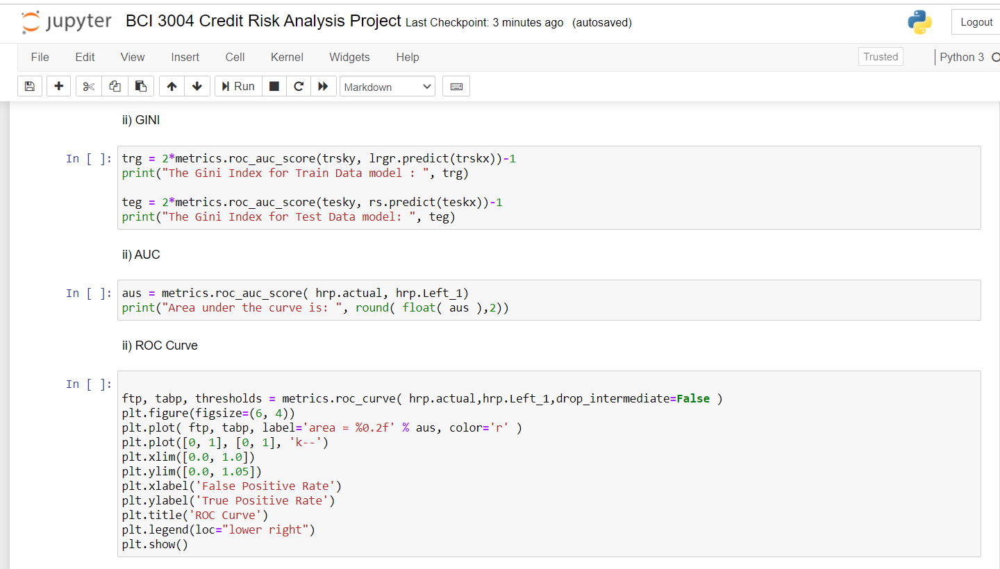 jupyter BCI 3004 Credit Risk Analysis Project Last Checkpoint: 3 minutes ago (autosaved) Logout
File Edit View Insert Cell Kernel Widgets Help Trusted Python 3
Run Markdown
ii) GINI
In [ ]: trg = 2*metrics.roc_auc_score(trsky, lrgr.predict(trskx))-1
print("The Gini Index for Train Data model : ", trg)
teg = 2*metrics.roc_auc_score(tesky, rs.predict(teskx))-1
print("The Gini Index for Test Data model: ", teg)
ii) AUC
In [ ]: aus = metrics.roc_auc_score( hrp.actual, hrp.Left_1)
print("Area under the curve is: ", round( float( aus ),2))
ii) ROC Curve
In [ ]:
ftp, tabp, thresholds = metrics.roc_curve( hrp.actual,hrp.Left_1,drop_intermediate=False )
plt.figure(figsize=(6, 4))
plt.plot( ftp, tabp, label='area = %0.2f' % aus, color='r' )
plt.plot([0, 1], [0, 1], 'k--')
plt.xlim([0.0, 1.0])
plt.ylim([0.0, 1.05])
plt.xlabel('False Positive Rate')
plt.ylabel('True Positive Rate')
plt.title('ROC Curve')
plt.legend(loc="lower right")
plt.show()